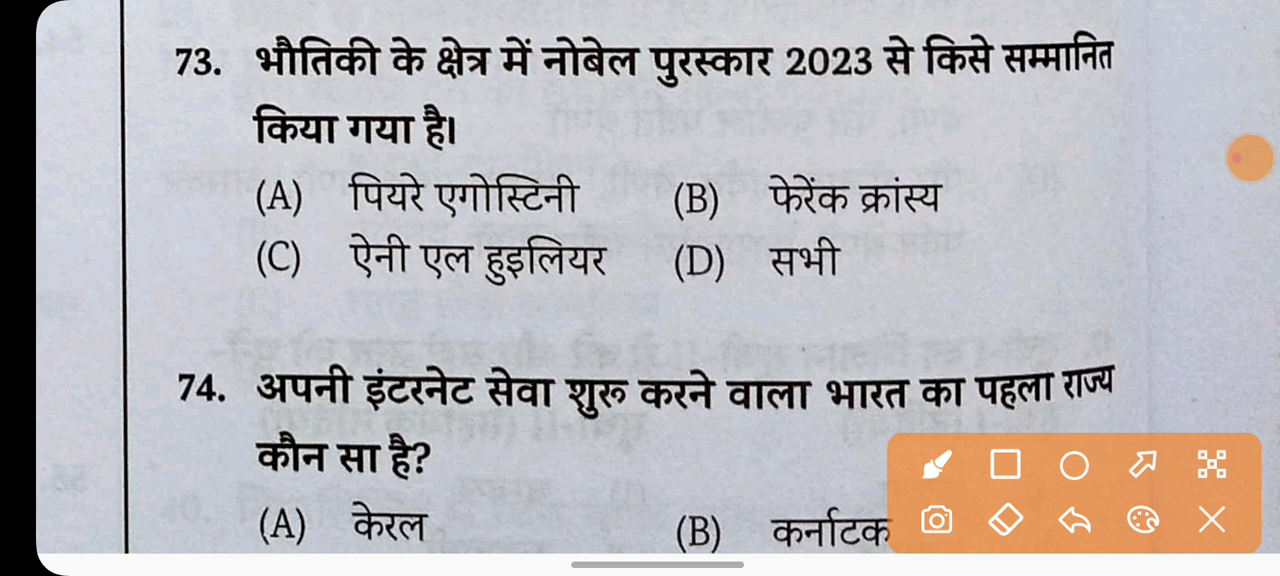 73. भौतिकी के क्षेत्र में नोबेल पुरस्कार 2023 से किसे सम्मानित
किया गया है।
(A) पियरे एगोस्टिनी (B) फेरेंक क्रांस्य
(C) ऐनी एल हुइलियर (D) सभी
74. अपनी इंटरनेट सेवा शुरू करने वाला भारत का पहला राज्य
कौन सा है?
(A) केरल (B) कर्नाटक